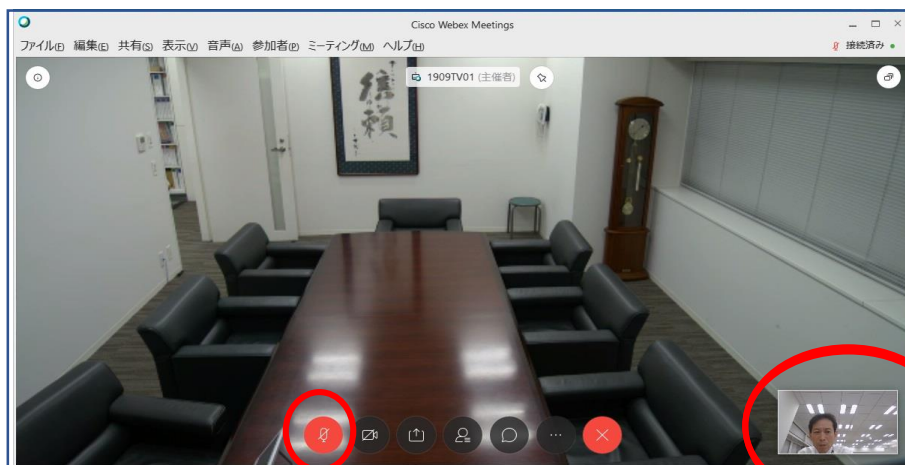 Cisco Webex Meetings
ファイル(F) 編集(E) 共有(S) 表示(V) 音声(A) 参加者(P) ミーティング(M) ヘルプ(H)
接続済み
1909TV01 (主催者)
信
頼